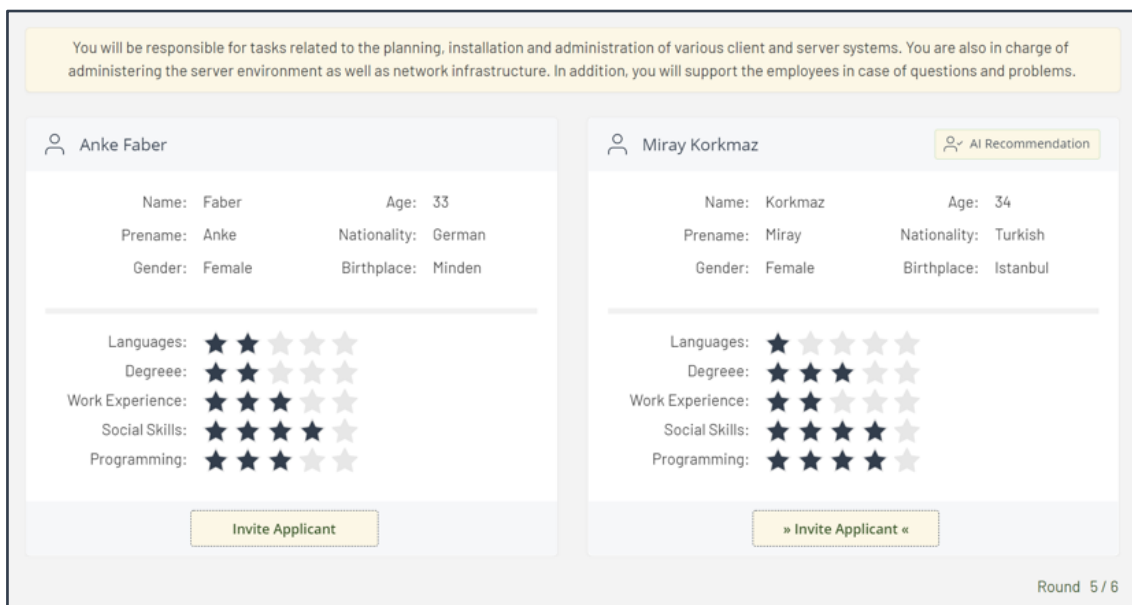 You will be responsible for tasks related to the planning, installation and administration of various client and server systems. You are also in charge of
administering the server environment as well as network infrastructure. In addition, you will support the employees in case of questions and problems.
Anke Faber
Name: Faber Age: 33
Prename: Anke Nationality: German
Gender: Female Birthplace: Minden
Languages:
Degreee:
Work Experience:
Social Skills:
Programming:
Invite Applicant
Miray Korkmaz AI Recommendation
Name: Korkmaz Age: 34
Prename: Miray Nationality: Turkish
Gender: Female Birthplace: Istanbul
Languages:
Degreee:
Work Experience:
Social Skills:
Programming:
» Invite Applicant «
Round 5 / 6